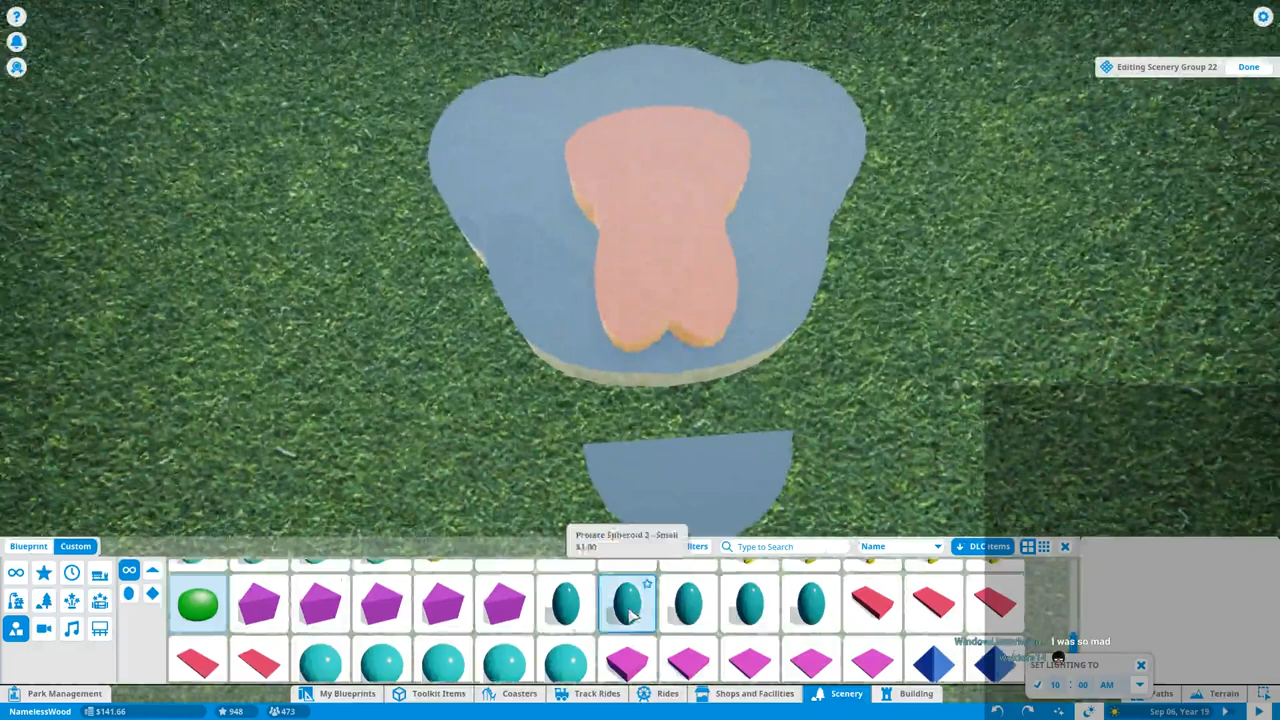 ?
Editing Scenery Group 22 Done
Prolate Spheroid 2 - Small
$1.00
Blueprint Custom
Filters Type to Search Name DLC items
I was so mad
SET LIGHTING TO
10 : 00 AM
Park Management My Blueprints Toolkit Items Coasters Track Rides Rides Shops and Facilities Scenery Building Paths Terrain
NamelessWood $141.66 948 473 Sep 06, Year 19